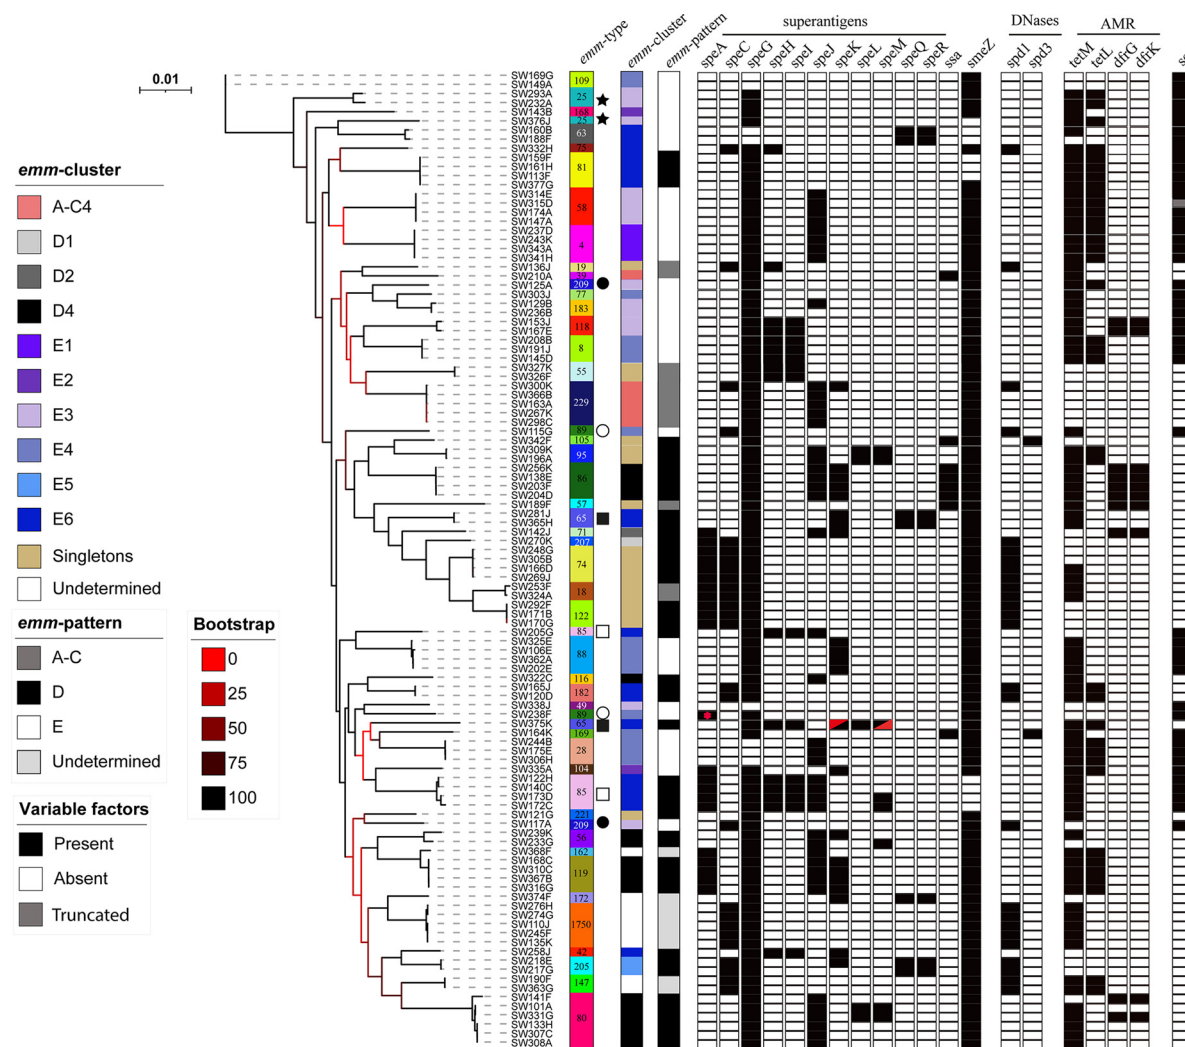 superantigens
DNases
AMR
emm-type
emm-cluster
emm-pattern
speA
speC
speG
speH
speI
speJ
speK
speL
speM
speQ
speR
ssa
smeZ
spd1
spd3
tetM
tetL
dfrG
dfrK
0.01
emm-cluster
A-C4
D1
D2
D4
E1
E2
E3
E4
E5
E6
Singletons
Undetermined
emm-pattern
A-C
D
E
Undetermined
Variable factors
Present
Absent
Truncated
Bootstrap
0
25
50
75
100
SW169G
SW149A
SW293A
SW232A
SW143B
SW376J
SW160B
SW188F
SW332H
SW159F
SW161H
SW113F
SW377G
SW314E
SW315D
SW174A
SW147A
SW237D
SW243K
SW343A
SW341H
SW136J
SW210A
SW125A
SW303J
SW129B
SW236B
SW153J
SW167E
SW208B
SW191J
SW145D
SW327K
SW326F
SW300K
SW366B
SW163A
SW267K
SW298C
SW115G
SW342F
SW309K
SW196A
SW256K
SW138E
SW203F
SW204D
SW189F
SW281J
SW365H
SW142J
SW270K
SW248G
SW305B
SW166D
SW269J
SW253F
SW324A
SW292F
SW171B
SW170G
SW205G
SW325E
SW106E
SW362A
SW202E
SW322C
SW165J
SW120D
SW338J
SW238F
SW375K
SW164K
SW244B
SW175E
SW306H
SW335A
SW122H
SW140C
SW173D
SW172C
SW121G
SW117A
SW239K
SW233G
SW368F
SW168C
SW310C
SW367B
SW316G
SW374F
SW276H
SW274G
SW110J
SW245F
SW135K
SW258J
SW218E
SW217G
SW190F
SW363G
SW141F
SW101A
SW331G
SW133H
SW307C
SW308A
109
25
168
25
63
75
81
58
4
19
39
209
77
183
118
8
55
229
89
105
95
86
57
65
71
207
74
18
122
85
88
116
182
49
89
65
169
28
104
85
221
209
56
162
119
172
1750
42
205
147
80